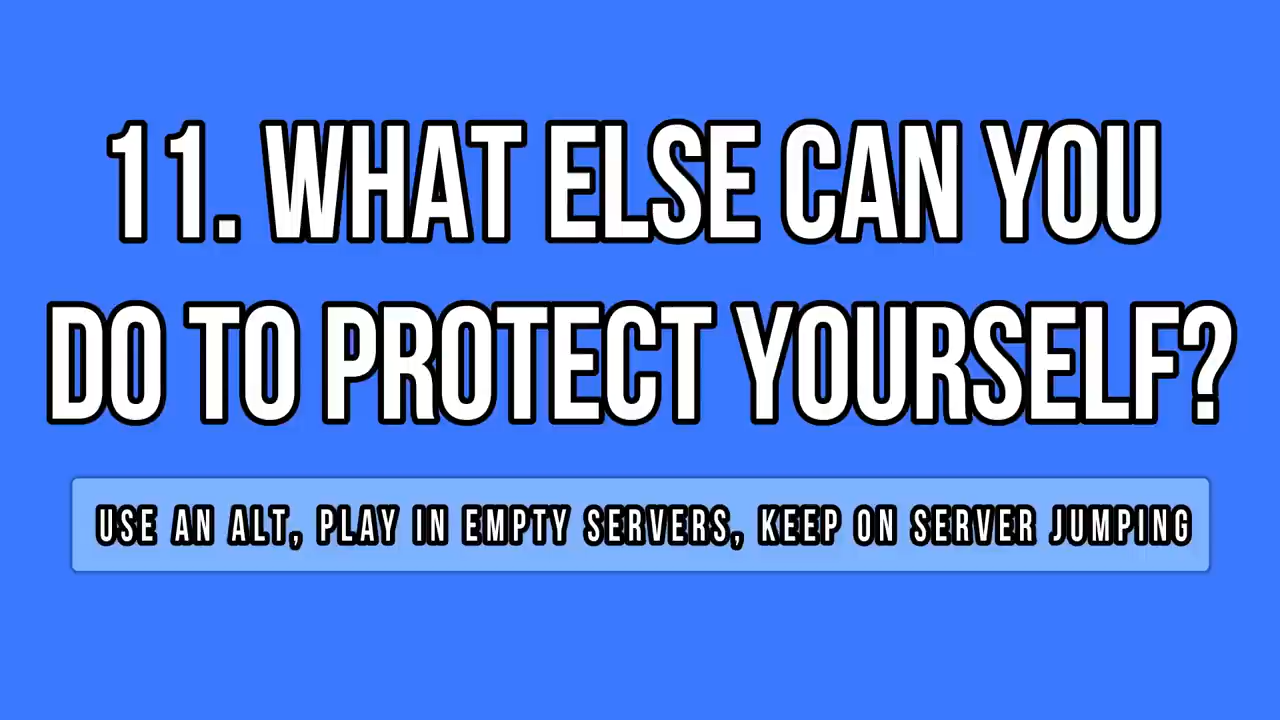 11. WHAT ELSE CAN YOU
DO TO PROTECT YOURSELF?
USE AN ALT, PLAY IN EMPTY SERVERS, KEEP ON SERVER JUMPING